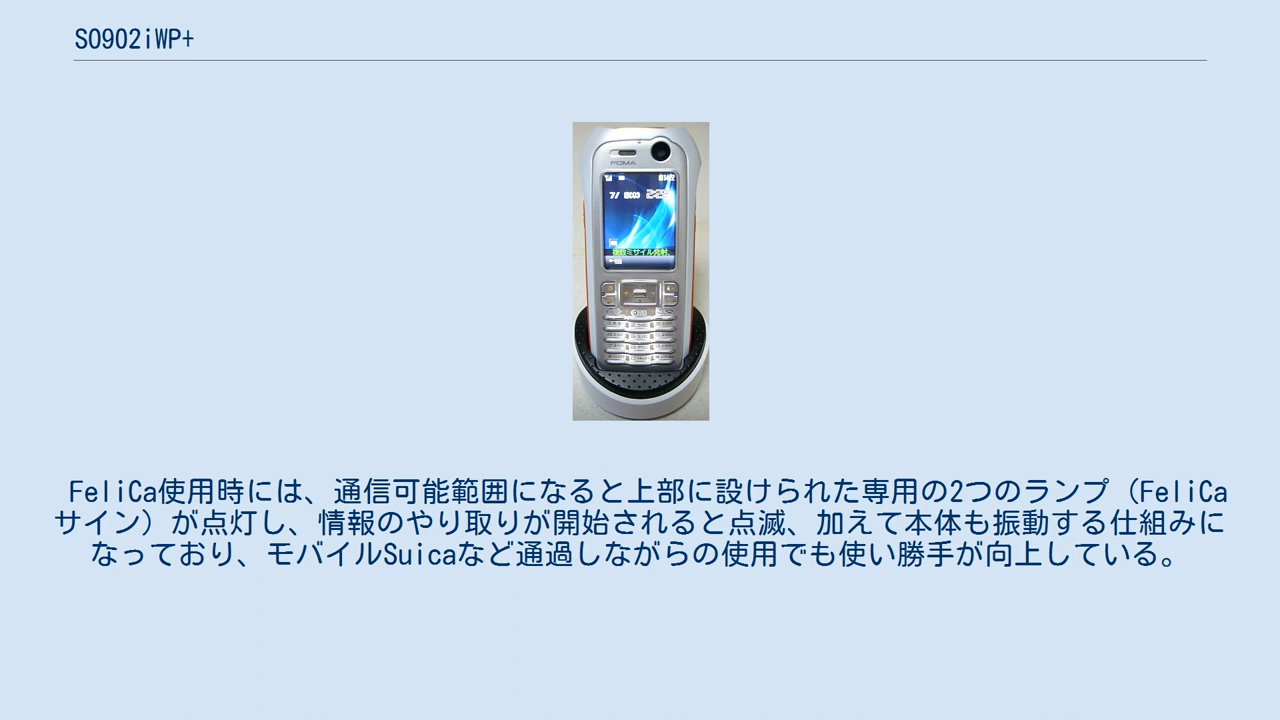 SO902iWP+
FOMA
FeliCa使用時には、通信可能範囲になると上部に設けられた専用の2つのランプ（FeliCa
サイン）が点灯し、情報のやり取りが開始されると点滅、加えて本体も振動する仕組みに
なっており、モバイルSuicaなど通過しながらの使用でも使い勝手が向上している。